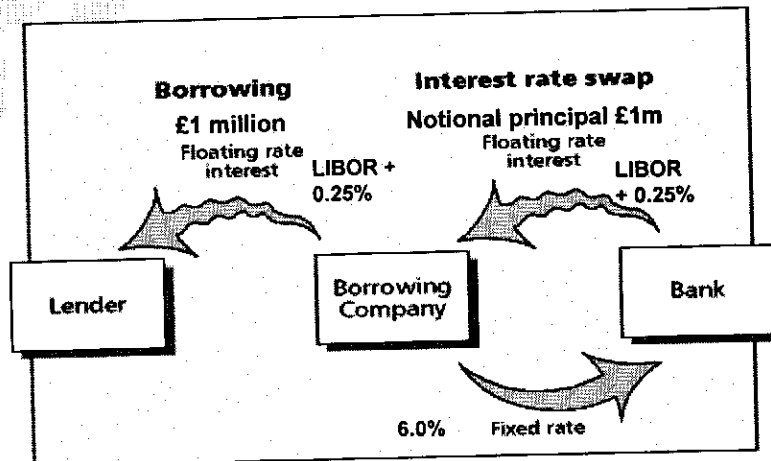 Borrowing
£1 million
Floating rate
interest
LIBOR +
0.25%
Interest rate swap
Notional principal £1m
Floating rate
interest
LIBOR
+ 0.25%
Lender
Borrowing
Company
Bank
6.0% Fixed rate